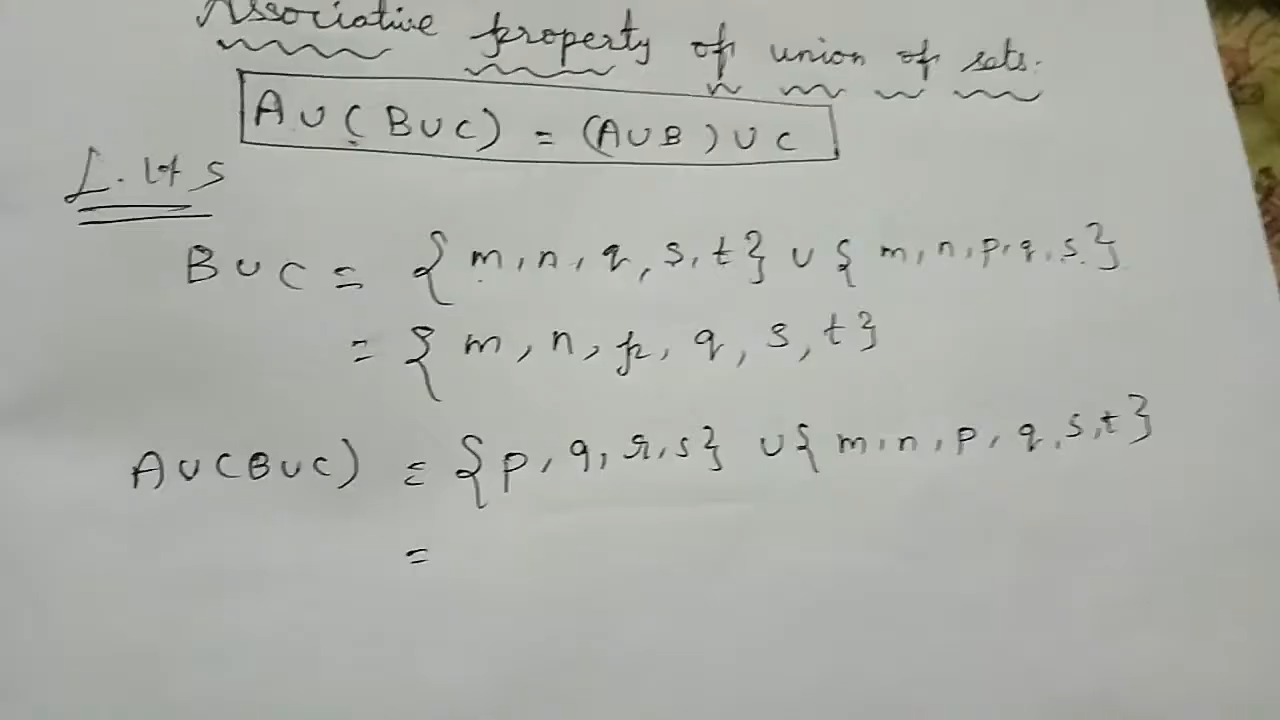 Associative property of union of sets.
A ∪ ( B ∪ C ) = (A ∪ B ) ∪ C
L. H S
B ∪ C = { m, n, q, s, t } ∪ { m, n, p, q, s }
= { m, n, p, q, s, t }
A ∪ ( B ∪ C ) = { p, q, r, s } ∪ { m, n, p, q, s, t }
=